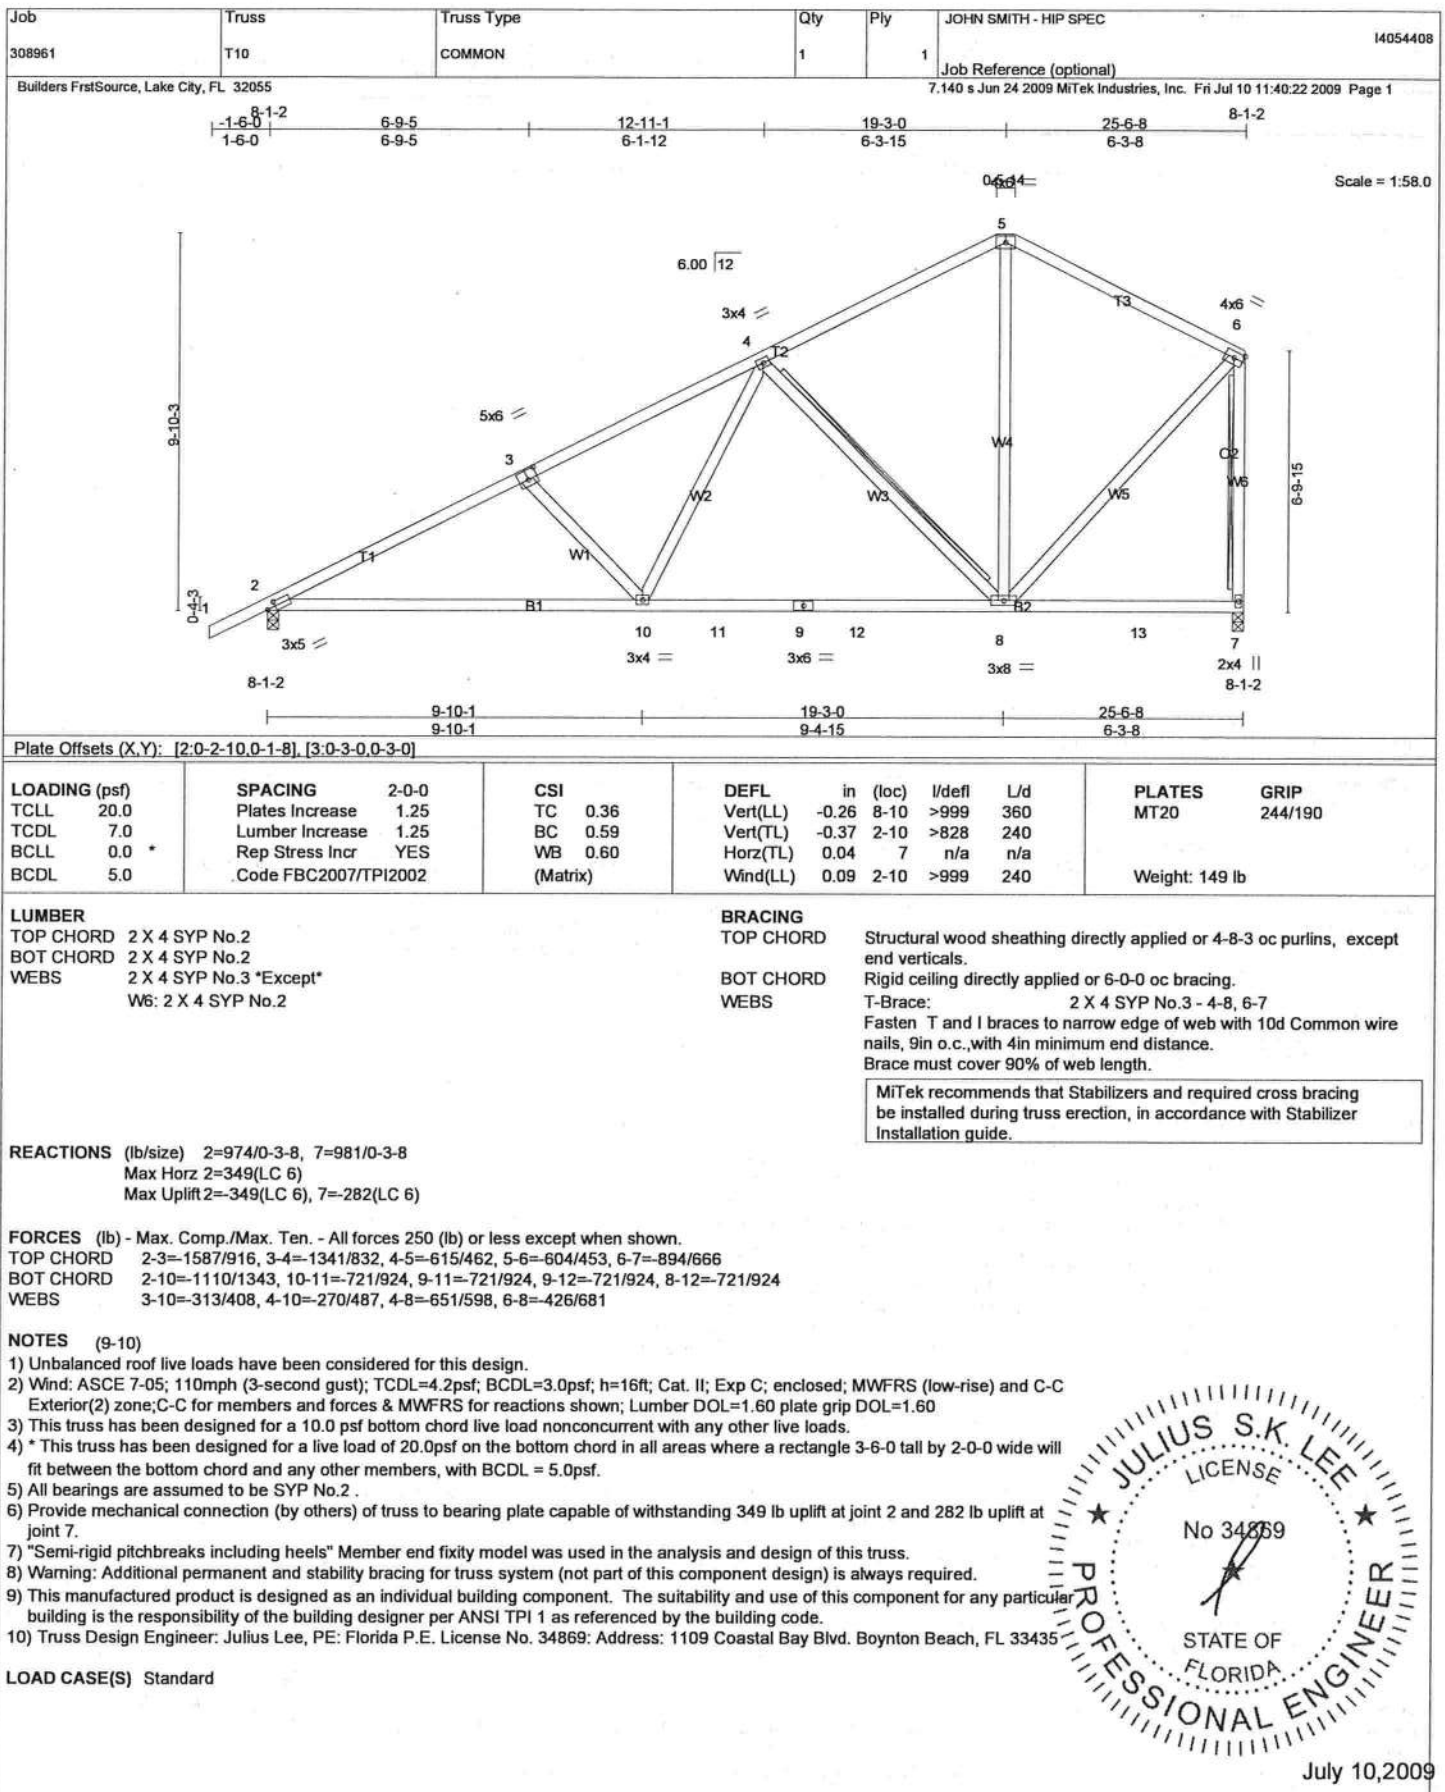 Job Truss Truss Type Qty Ply JOHN SMITH - HIP SPEC
I4054408
308961 T10 COMMON 1 1
Job Reference (optional)
Builders FrstSource, Lake City, FL 32055 7.140 s Jun 24 2009 MiTek Industries, Inc. Fri Jul 10 11:40:22 2009 Page 1
8-1-2 8-1-2
-1-6-0 6-9-5 12-11-1 19-3-0 25-6-8
1-6-0 6-9-5 6-1-12 6-3-15 6-3-8
Scale = 1:58.0
5
6.00 12
3x4 =
4x6 =
6
4
T2
T3
5x6 =
3
9-10-3
W4
C2
W6
6-9-15
W2
W3
W5
T1
W1
2
0-4-3
1
B1
B2
3x5 =
10 11 9 12 8 13 7
3x4 = 3x6 = 3x8 = 2x4 ||
8-1-2 8-1-2
9-10-1 19-3-0 25-6-8
9-10-1 9-4-15 6-3-8
Plate Offsets (X,Y): [2:0-2-10,0-1-8], [3:0-3-0,0-3-0]
LOADING (psf) SPACING 2-0-0 CSI DEFL in (loc) l/defl L/d PLATES GRIP
TCLL 20.0 Plates Increase 1.25 TC 0.36 Vert(LL) -0.26 8-10 >999 360 MT20 244/190
TCDL 7.0 Lumber Increase 1.25 BC 0.59 Vert(TL) -0.37 2-10 >828 240
BCLL 0.0 * Rep Stress Incr YES WB 0.60 Horz(TL) 0.04 7 n/a n/a
BCDL 5.0 Code FBC2007/TPI2002 (Matrix) Wind(LL) 0.09 2-10 >999 240 Weight: 149 lb
LUMBER
TOP CHORD 2 X 4 SYP No.2
BOT CHORD 2 X 4 SYP No.2
WEBS 2 X 4 SYP No.3 *Except*
W6: 2 X 4 SYP No.2
BRACING
TOP CHORD Structural wood sheathing directly applied or 4-8-3 oc purlins, except
end verticals.
BOT CHORD Rigid ceiling directly applied or 6-0-0 oc bracing.
WEBS T-Brace: 2 X 4 SYP No.3 - 4-8, 6-7
Fasten T and I braces to narrow edge of web with 10d Common wire
nails, 9in o.c.,with 4in minimum end distance.
Brace must cover 90% of web length.
MiTek recommends that Stabilizers and required cross bracing
be installed during truss erection, in accordance with Stabilizer
Installation guide.
REACTIONS (lb/size) 2=974/0-3-8, 7=981/0-3-8
Max Horz 2=349(LC 6)
Max Uplift 2=-349(LC 6), 7=-282(LC 6)
FORCES (lb) - Max. Comp./Max. Ten. - All forces 250 (lb) or less except when shown.
TOP CHORD 2-3=-1587/916, 3-4=-1341/832, 4-5=-615/462, 5-6=-604/453, 6-7=-894/666
BOT CHORD 2-10=-1110/1343, 10-11=-721/924, 9-11=-721/924, 9-12=-721/924, 8-12=-721/924
WEBS 3-10=-313/408, 4-10=-270/487, 4-8=-651/598, 6-8=-426/681
NOTES (9-10)
1) Unbalanced roof live loads have been considered for this design.
2) Wind: ASCE 7-05; 110mph (3-second gust); TCDL=4.2psf; BCDL=3.0psf; h=16ft; Cat. II; Exp C; enclosed; MWFRS (low-rise) and C-C
Exterior(2) zone;C-C for members and forces & MWFRS for reactions shown; Lumber DOL=1.60 plate grip DOL=1.60
3) This truss has been designed for a 10.0 psf bottom chord live load nonconcurrent with any other live loads.
4) * This truss has been designed for a live load of 20.0psf on the bottom chord in all areas where a rectangle 3-6-0 tall by 2-0-0 wide will
fit between the bottom chord and any other members, with BCDL = 5.0psf.
5) All bearings are assumed to be SYP No.2 .
6) Provide mechanical connection (by others) of truss to bearing plate capable of withstanding 349 lb uplift at joint 2 and 282 lb uplift at
joint 7.
7) "Semi-rigid pitchbreaks including heels" Member end fixity model was used in the analysis and design of this truss.
8) Warning: Additional permanent and stability bracing for truss system (not part of this component design) is always required.
9) This manufactured product is designed as an individual building component. The suitability and use of this component for any particular
building is the responsibility of the building designer per ANSI TPI 1 as referenced by the building code.
10) Truss Design Engineer: Julius Lee, PE: Florida P.E. License No. 34869: Address: 1109 Coastal Bay Blvd. Boynton Beach, FL 33435
LOAD CASE(S) Standard
JULIUS S.K. LEE
LICENSE
No 34869
STATE OF
FLORIDA
PROFESSIONAL ENGINEER
July 10,2009